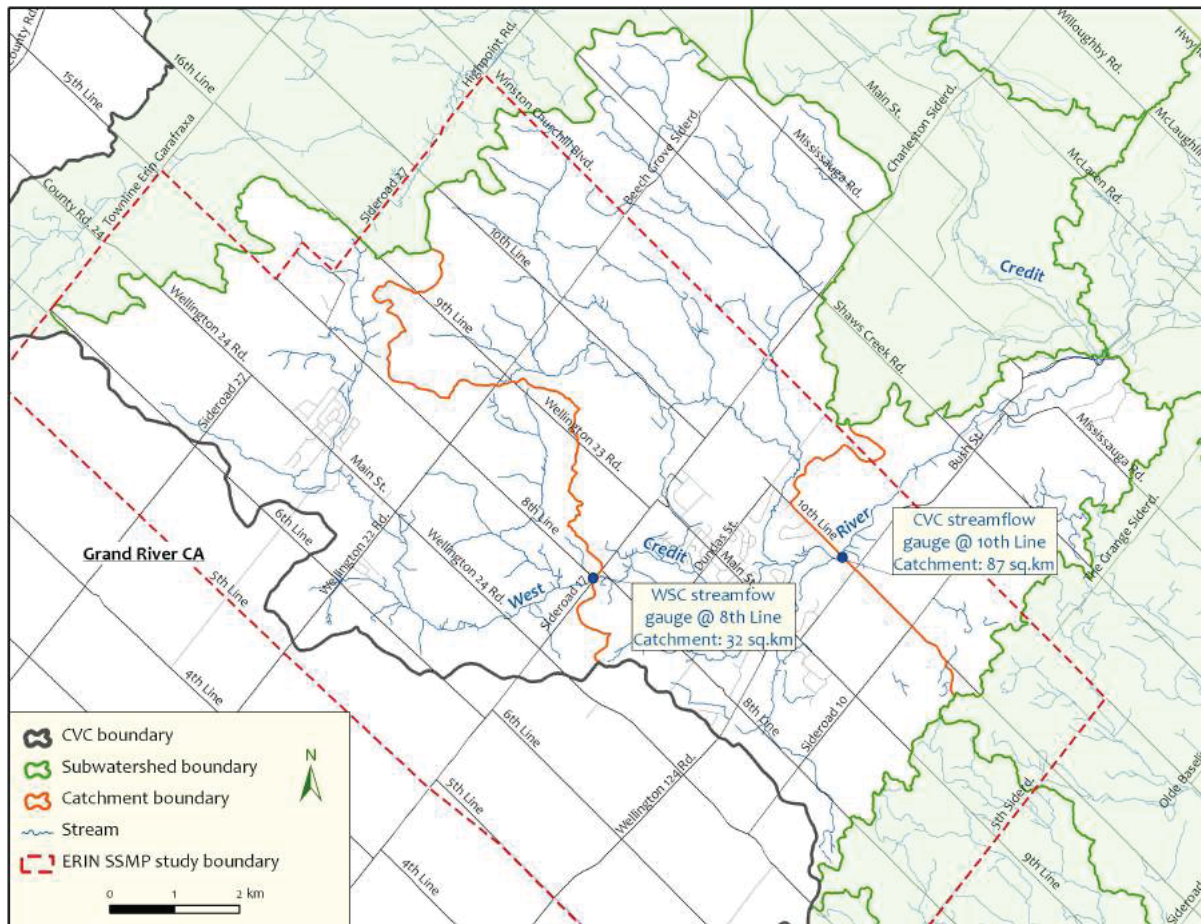 County Rd.
15th Line
16th Line
County Rd. 24
Townline Erin Garafraxa
Sideroad 27
Highpoint Rd.
Winston Churchill Blvd.
Beech Grove Siderd.
Mississauga Rd.
Main St.
Charleston Siderd.
Willoughby Rd.
McLaren Rd.
Credit
Shaws Creek Rd.
10th Line
9th Line
Wellington 24 Rd.
Sideroad 27
Wellington 23 Rd.
Main St.
8th Line
6th Line
Wellington 22 Rd.
Wellington 24 Rd.
Grand River CA
5th Line
West
Sideroad 17
Credit
Dundas St.
Main St.
10th Line
River
Bush St.
Mississauga Rd.
The Grange Siderd.
CVC streamflow
gauge @ 10th Line
Catchment: 87 sq.km
WSC streamfow
gauge @ 8th Line
Catchment: 32 sq.km
4th Line
6th Line
5th Line
4th Line
8th Line
Sideroad 10
Wellington 124 Rd.
5th Siderd.
9th Line
CVC boundary
Subwatershed boundary
Catchment boundary
Stream
ERIN SSMP study boundary
N
0 1 2 km